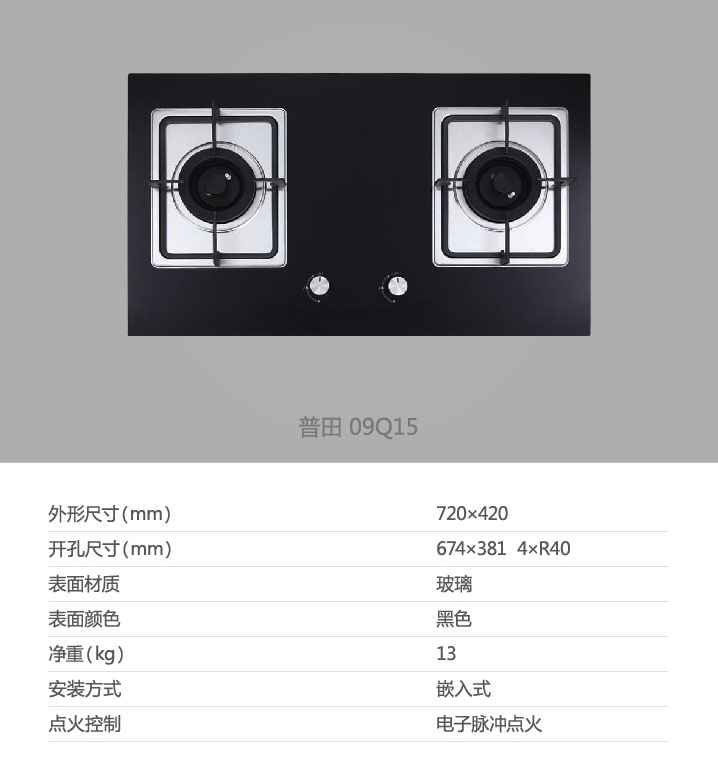 普田 09Q15
外形尺寸(mm) 720×420
开孔尺寸(mm) 674×381 4×R40
表面材质 玻璃
表面颜色 黑色
净重(kg) 13
安装方式 嵌入式
点火控制 电子脉冲点火